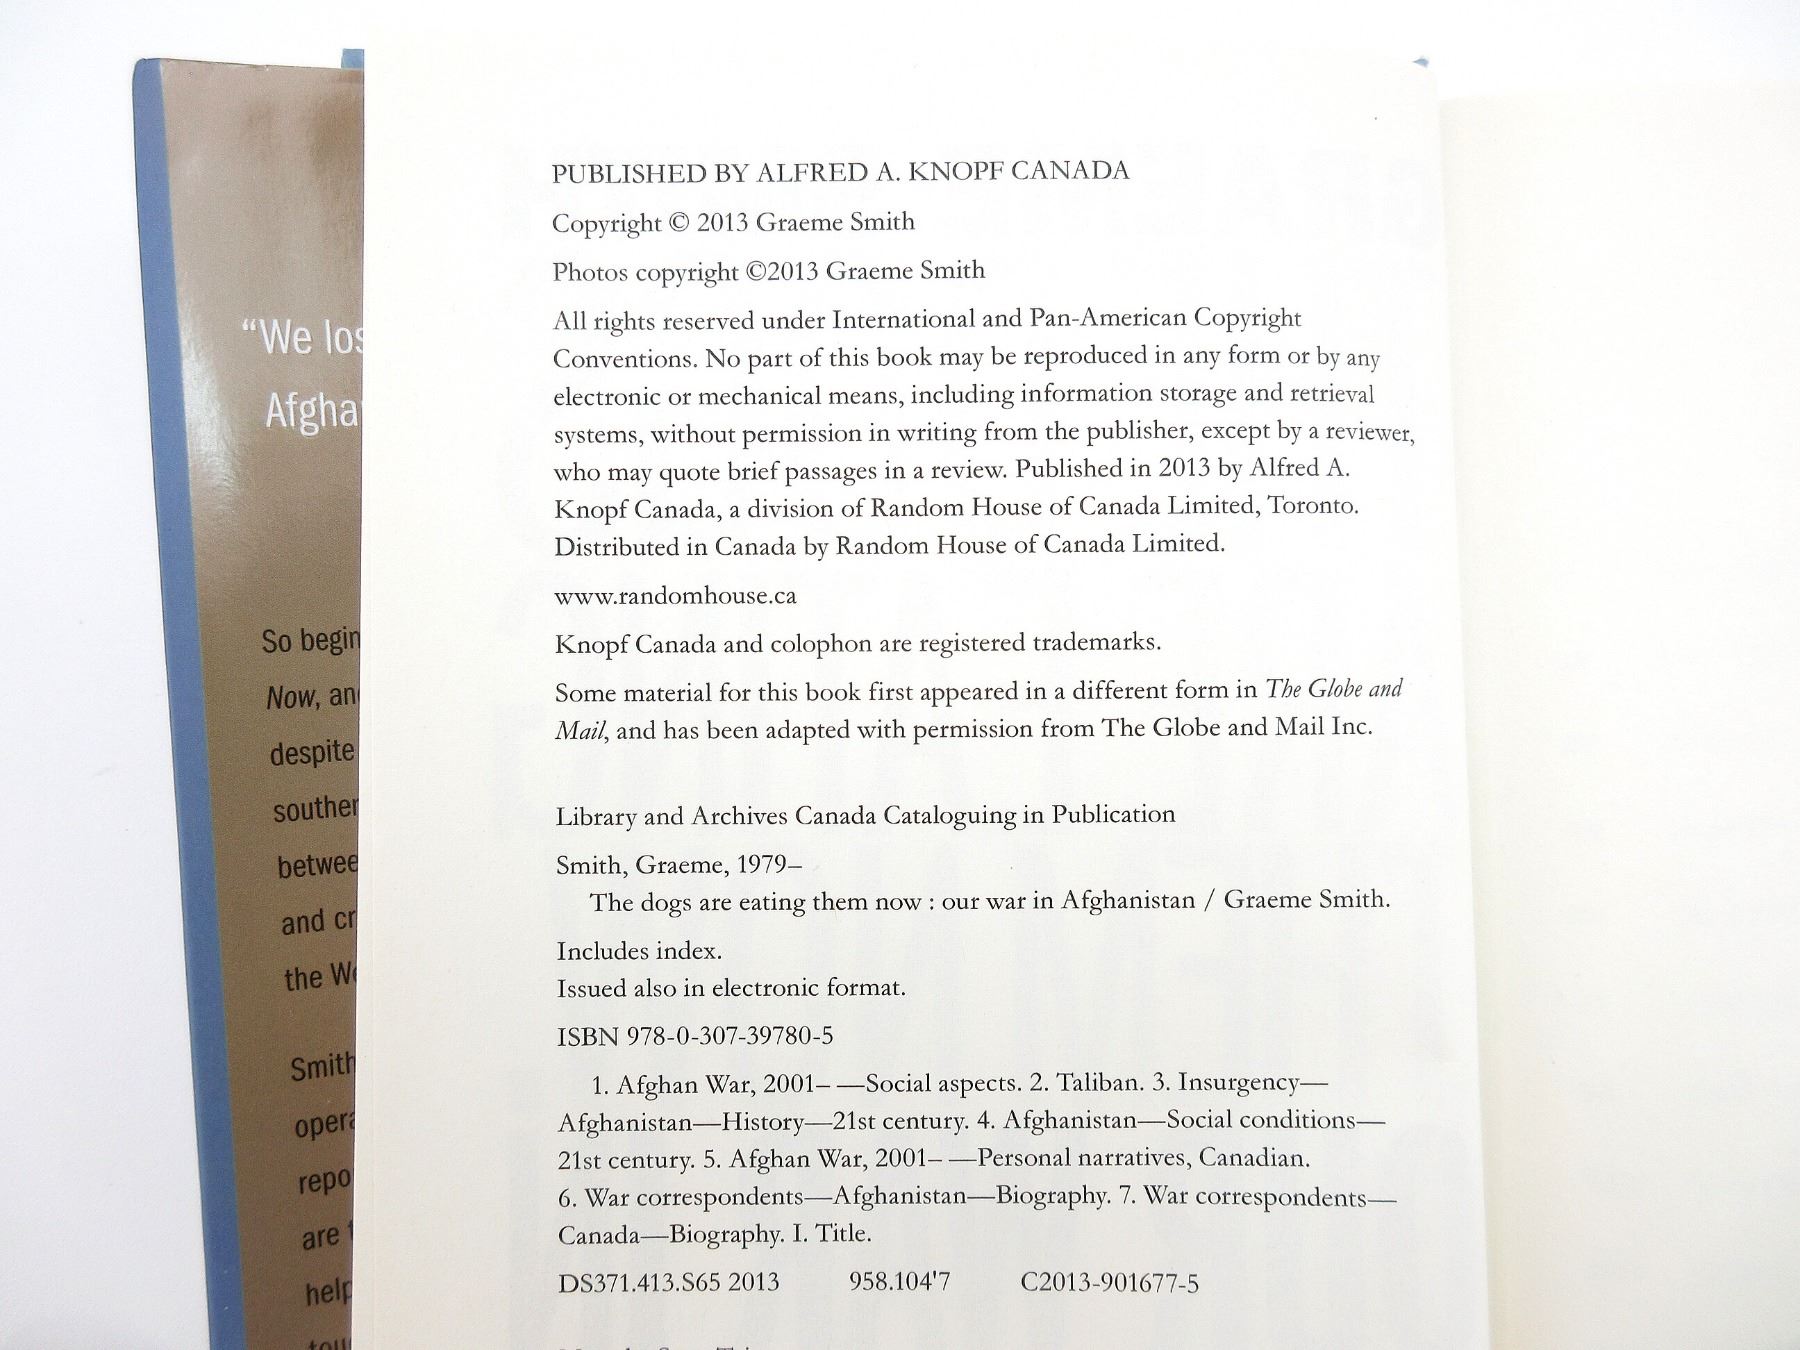 "We los
Afgha
So begin
Now, an
despite
souther
betwee
and cr
the We
Smith
opera
repo
are
help
PUBLISHED BY ALFRED A. KNOPF CANADA
Copyright © 2013 Graeme Smith
Photos copyright ©2013 Graeme Smith
All rights reserved under International and Pan-American Copyright
Conventions. No part of this book may be reproduced in any form or by any
electronic or mechanical means, including information storage and retrieval
systems, without permission in writing from the publisher, except by a reviewer,
who may quote brief passages in a review. Published in 2013 by Alfred A.
Knopf Canada, a division of Random House of Canada Limited, Toronto.
Distributed in Canada by Random House of Canada Limited.
www.randomhouse.ca
Knopf Canada and colophon are registered trademarks.
Some material for this book first appeared in a different form in The Globe and
Mail, and has been adapted with permission from The Globe and Mail Inc.
Library and Archives Canada Cataloguing in Publication
Smith, Graeme, 1979–
The dogs are eating them now : our war in Afghanistan / Graeme Smith.
Includes index.
Issued also in electronic format.
ISBN 978-0-307-39780-5
1. Afghan War, 2001– —Social aspects. 2. Taliban. 3. Insurgency—
Afghanistan—History—21st century. 4. Afghanistan—Social conditions—
21st century. 5. Afghan War, 2001– —Personal narratives, Canadian.
6. War correspondents—Afghanistan—Biography. 7. War correspondents—
Canada—Biography. I. Title.
DS371.413.S65 2013 958.104'7 C2013-901677-5